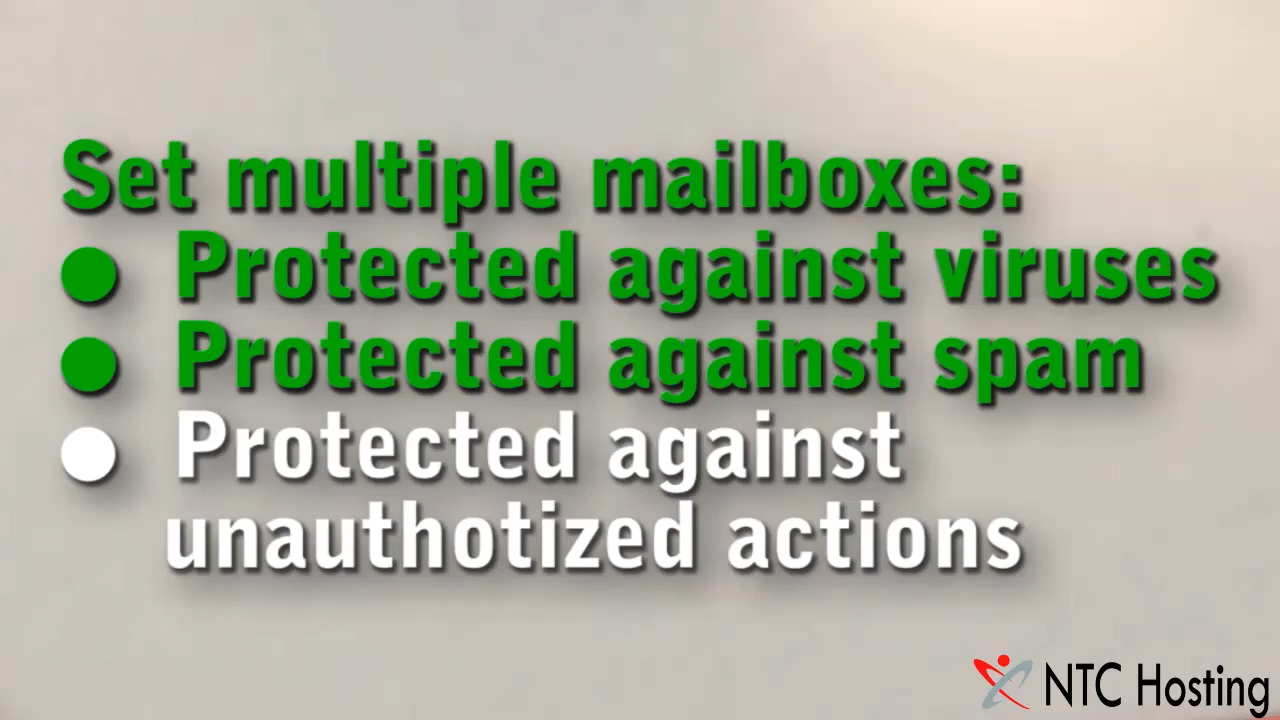 Set multiple mailboxes:
● Protected against viruses
● Protected against spam
● Protected against
unauthotized actions
NTC Hosting